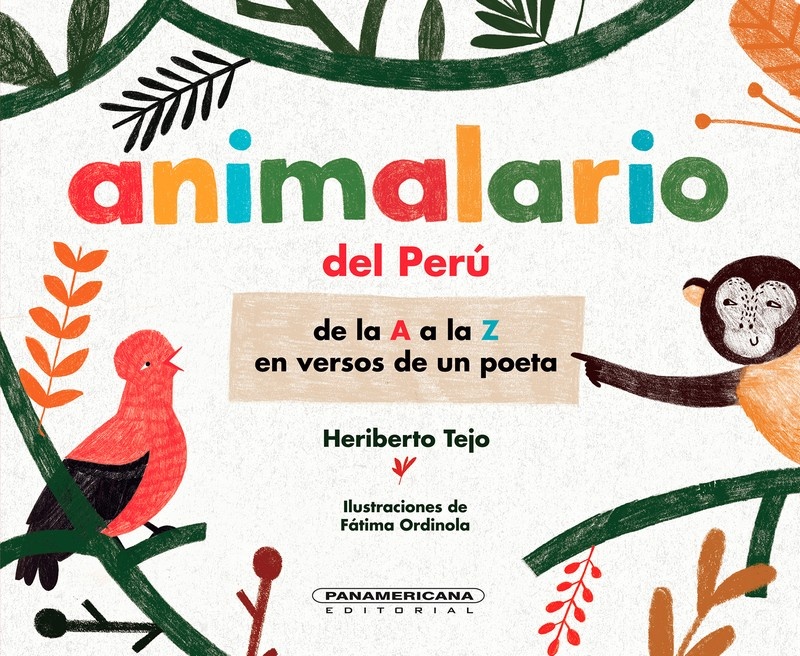 animalario
del Perú
de la A a la Z
en versos de un poeta
Heriberto Tejo
Ilustraciones de
Fátima Ordinola
PANAMERICANA
EDITORIAL